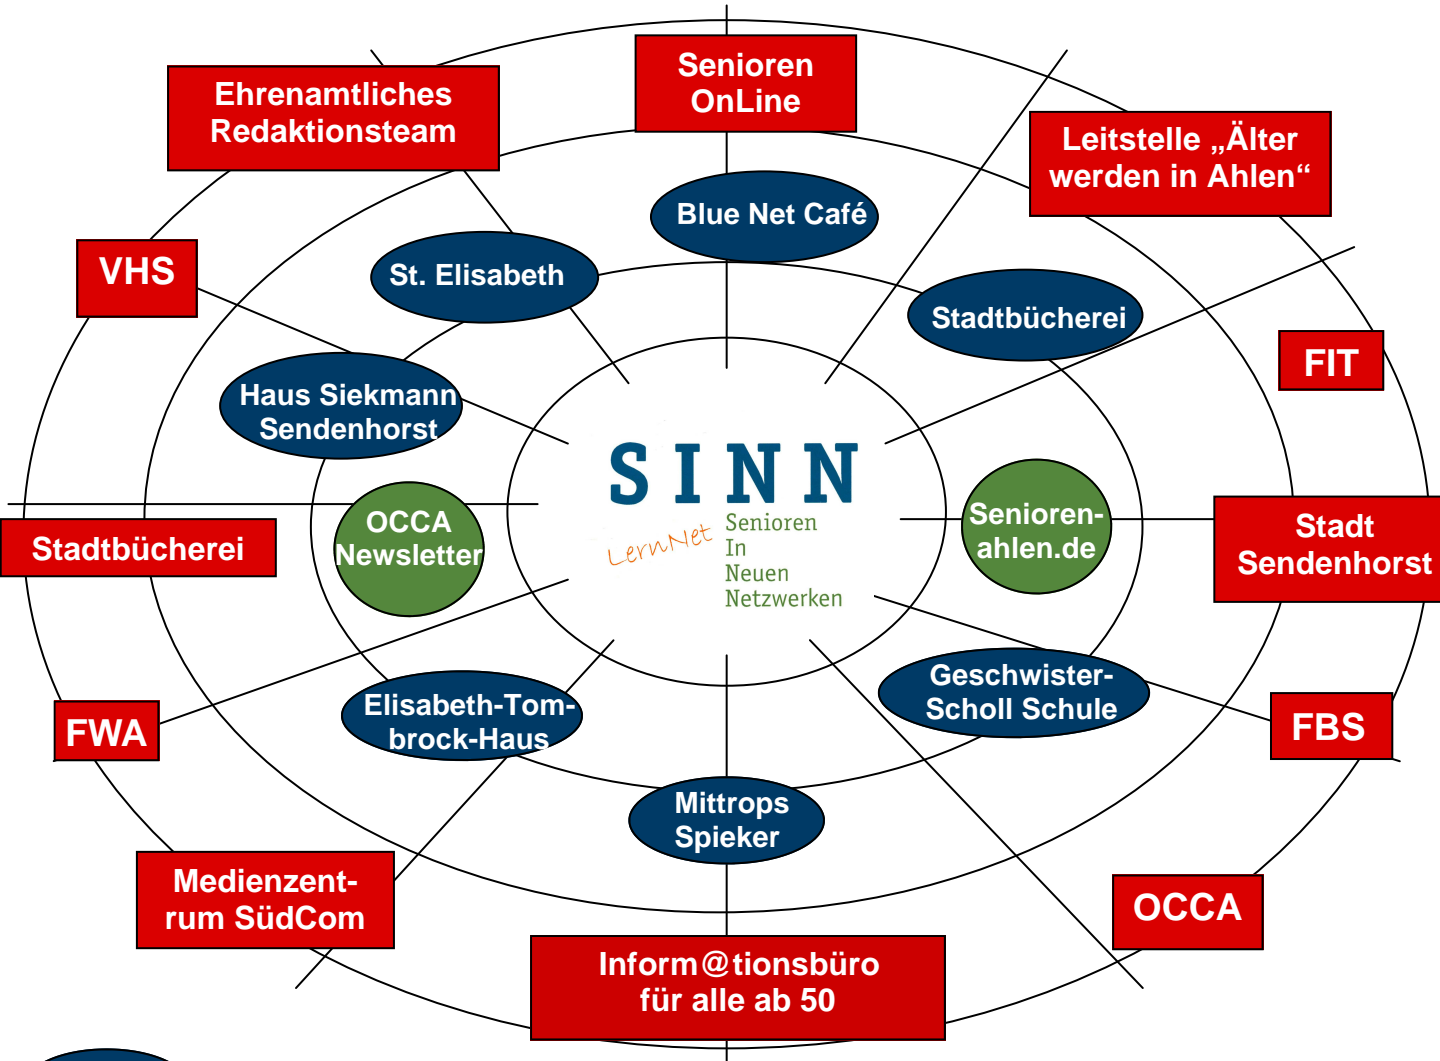 Senioren
OnLine
Ehrenamtliches
Redaktionsteam
Leitstelle „Älter
werden in Ahlen“
Blue Net Café
VHS
St. Elisabeth
Stadtbücherei
FIT
Haus Siekmann
Sendenhorst
SINN
LernNet
Senioren
In
Neuen
Netzwerken
OCCA
Newsletter
Senioren-
ahlen.de
Stadtbücherei
Stadt
Sendenhorst
Elisabeth-Tom-
brock-Haus
Geschwister-
Scholl Schule
FWA
FBS
Mittrops
Spieker
Medienzent-
rum SüdCom
OCCA
Inform@tionsbüro
für alle ab 50